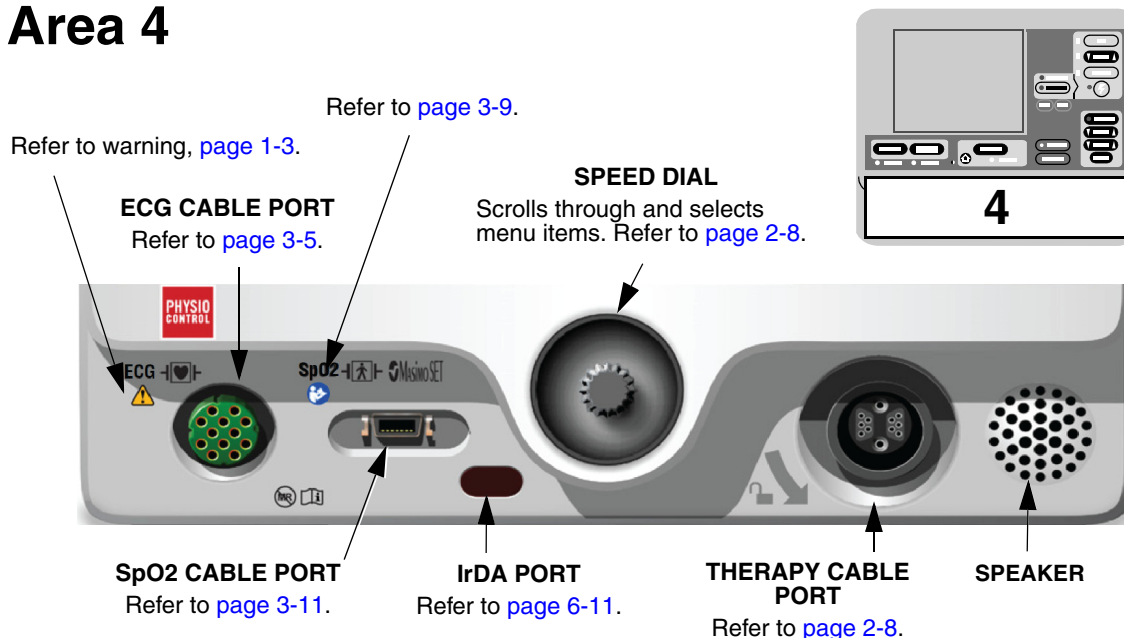 Area 4
Refer to page 3-9.
Refer to warning, page 1-3.
SPEED DIAL
Scrolls through and selects
menu items. Refer to page 2-8.
ECG CABLE PORT
Refer to page 3-5.
4
PHYSIO
CONTROL
ECG
SpO2
Masimo SET
MR
SpO2 CABLE PORT
Refer to page 3-11.
IrDA PORT
Refer to page 6-11.
THERAPY CABLE
PORT
Refer to page 2-8.
SPEAKER